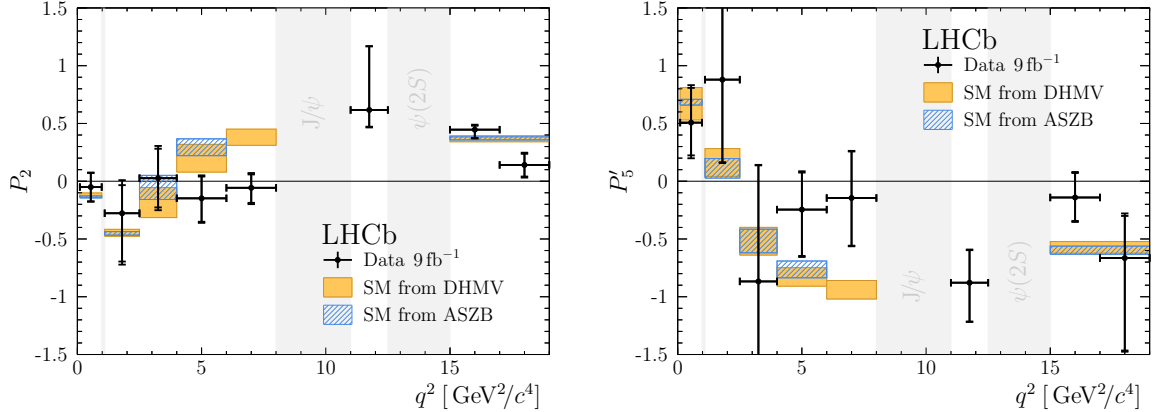 1.5
1
0.5
0
-0.5
-1
-1.5
P₂
J/ψ
ψ(2S)
LHCb
Data 9 fb⁻¹
SM from DHMV
SM from ASZB
0 5 10 15
q² [GeV²/c⁴]
1.5
1
0.5
0
-0.5
-1
-1.5
P′₅
LHCb
Data 9 fb⁻¹
SM from DHMV
SM from ASZB
J/ψ
ψ(2S)
0 5 10 15
q² [GeV²/c⁴]